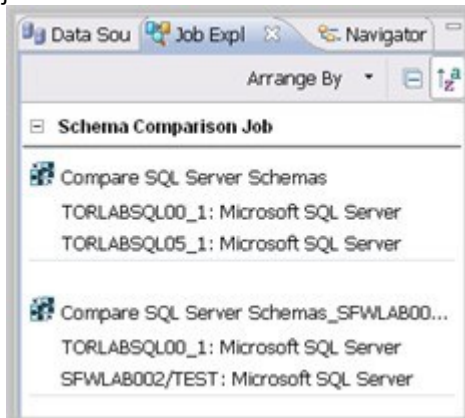 Data Sou Job Expl Navigator
Arrange By
Schema Comparison Job
Compare SQL Server Schemas
TORLABSQL00_1: Microsoft SQL Server
TORLABSQL05_1: Microsoft SQL Server
Compare SQL Server Schemas_SFWLAB00...
TORLABSQL00_1: Microsoft SQL Server
SFWLAB002/TEST: Microsoft SQL Server